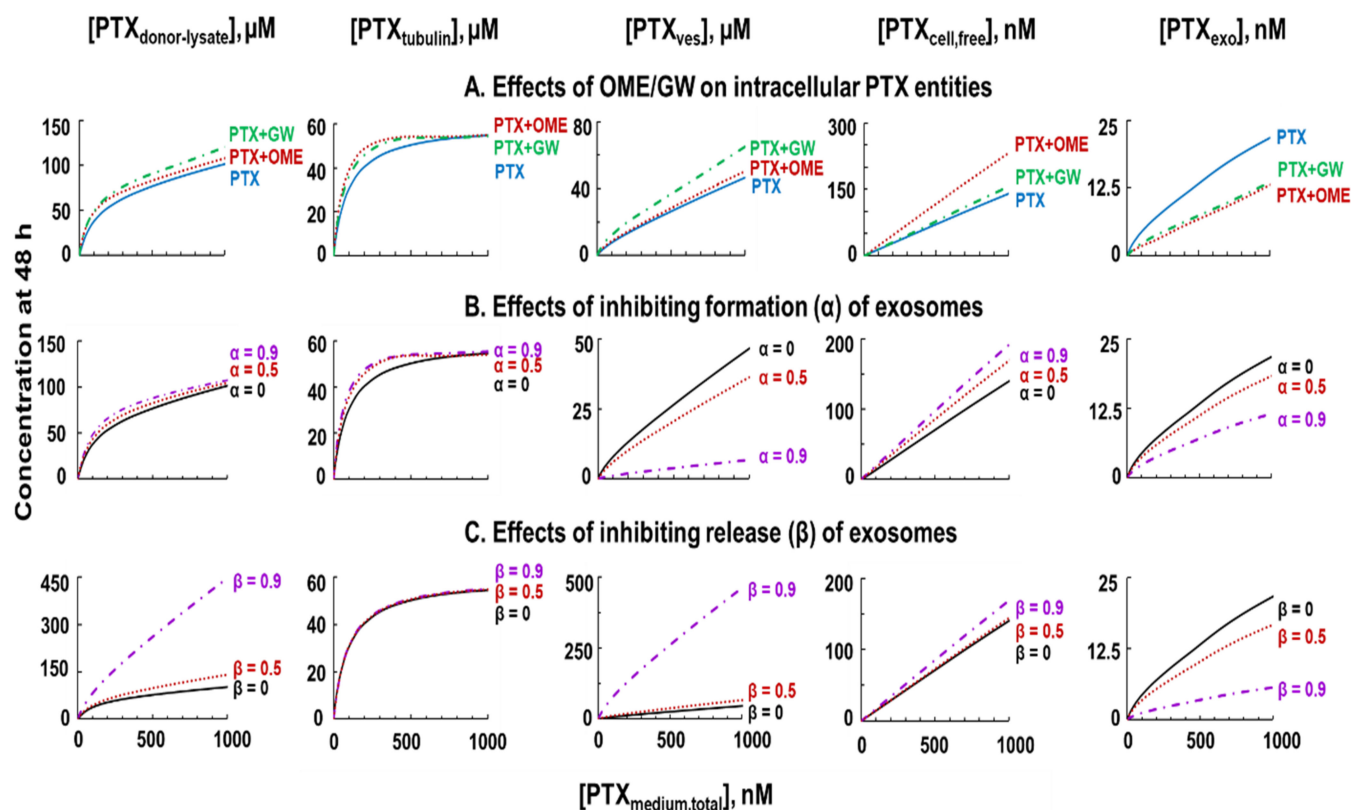 [PTXdonor-lysate], µM [PTXtubulin], µM [PTXves], µM [PTXcell,free], nM [PTXexo], nM
A. Effects of OME/GW on intracellular PTX entities
150 100 50 0 PTX+GW PTX+OME PTX
60 40 20 0 PTX+OME PTX+GW PTX
80 40 0 PTX+GW PTX+OME PTX
300 150 50 0 PTX+OME PTX+GW PTX
25 12.5 0 PTX PTX+GW PTX+OME
Concentration at 48 h
B. Effects of inhibiting formation (α) of exosomes
150 100 50 0 α = 0.9 α = 0.5 α = 0
60 40 20 0 α = 0.9 α = 0.5 α = 0
50 25 0 α = 0 α = 0.5 α = 0.9
200 100 0 α = 0.9 α = 0.5 α = 0
25 12.5 0 α = 0 α = 0.5 α = 0.9
C. Effects of inhibiting release (β) of exosomes
450 300 150 0 β = 0.9 β = 0.5 β = 0
60 40 20 0 β = 0.9 β = 0.5 β = 0
500 250 0 β = 0.9 β = 0.5 β = 0
200 100 0 β = 0.9 β = 0.5 β = 0
25 12.5 0 β = 0 β = 0.5 β = 0.9
0 500 1000 0 500 1000 0 500 1000 0 500 1000 0 500 1000
[PTXmedium,total], nM